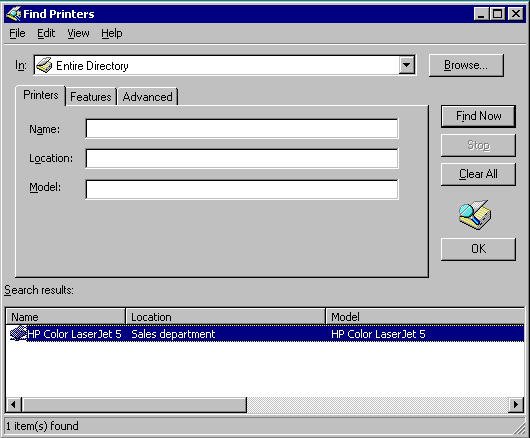 Find Printers
File Edit View Help
In: Entire Directory Browse...
Printers Features Advanced
Find Now
Name:
Stop
Location:
Clear All
Model:
OK
Search results:
Name Location Model
HP Color LaserJet 5 Sales department HP Color LaserJet 5
1 item(s) found